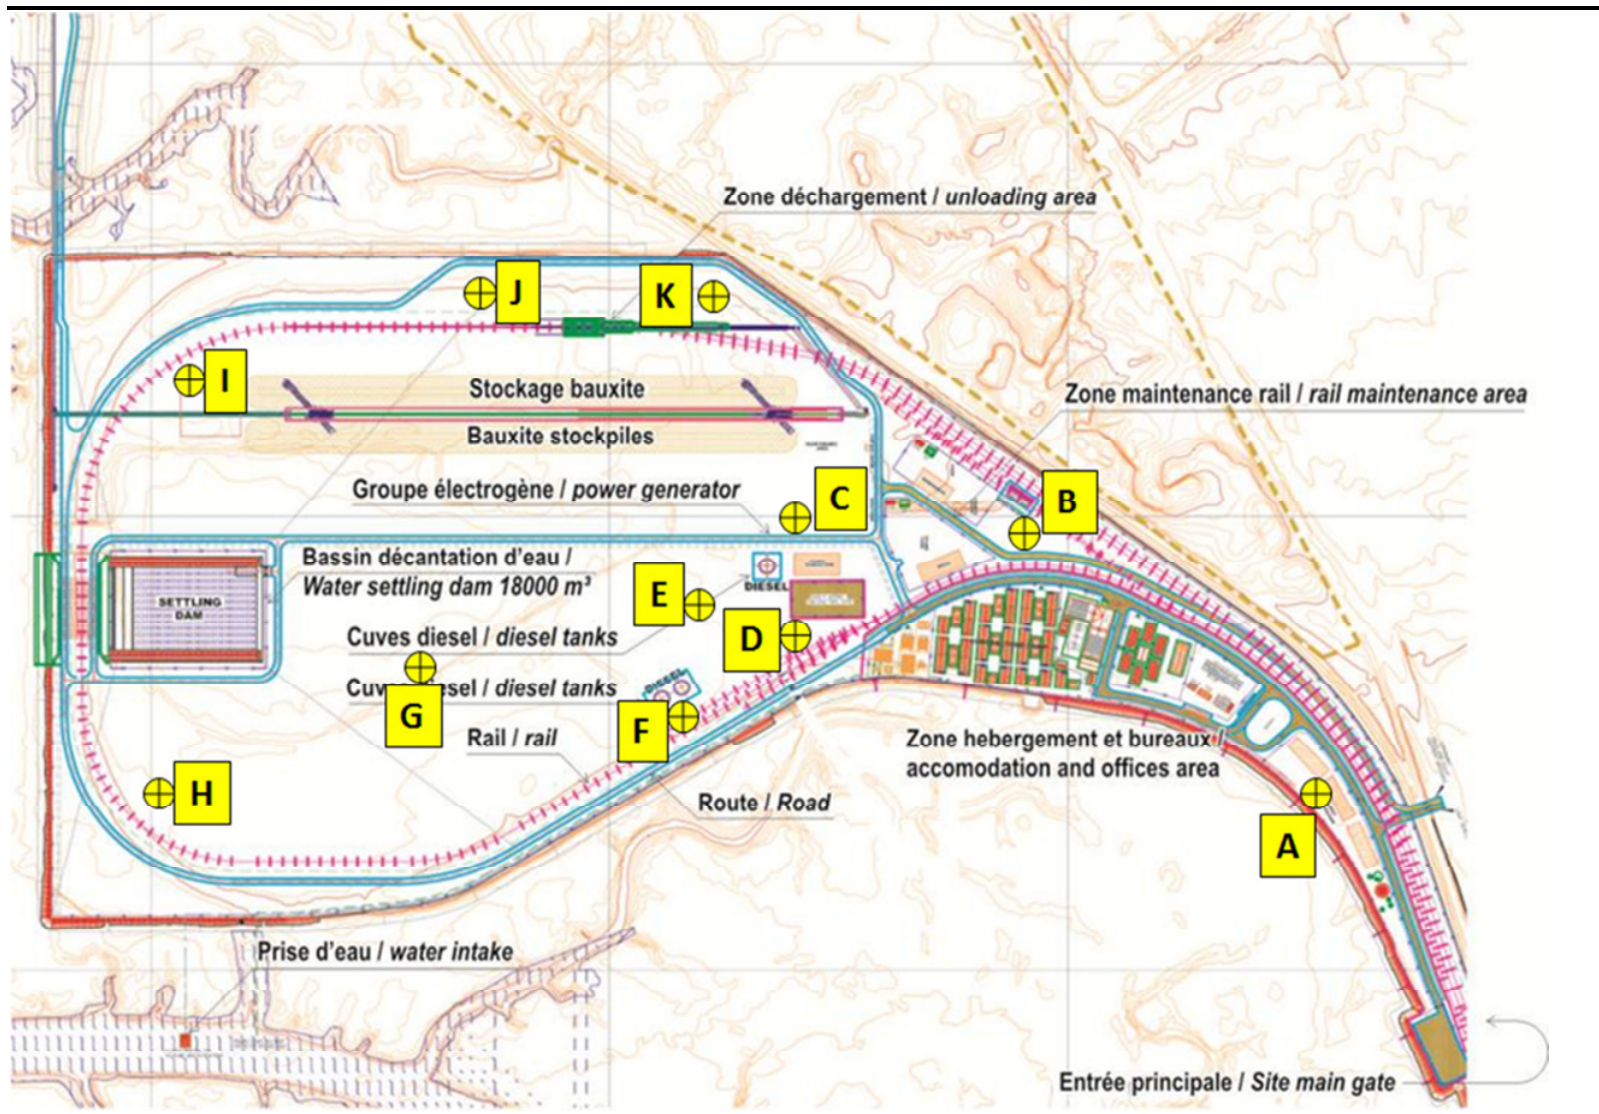 Zone déchargement / unloading area
J
K
I
Stockage bauxite
Zone maintenance rail / rail maintenance area
Bauxite stockpiles
Groupe électrogène / power generator
C
B
Bassin décantation d'eau /
Water settling dam 18000 m³
SETTLING
DAM
E
DIESEL
D
Cuves diesel / diesel tanks
DIESEL
Cuv esel / diesel tanks
G
F
Rail / rail
Zone hebergement et bureaux /
accomodation and offices area
H
Route / Road
A
Prise d'eau / water intake
Entrée principale / Site main gate